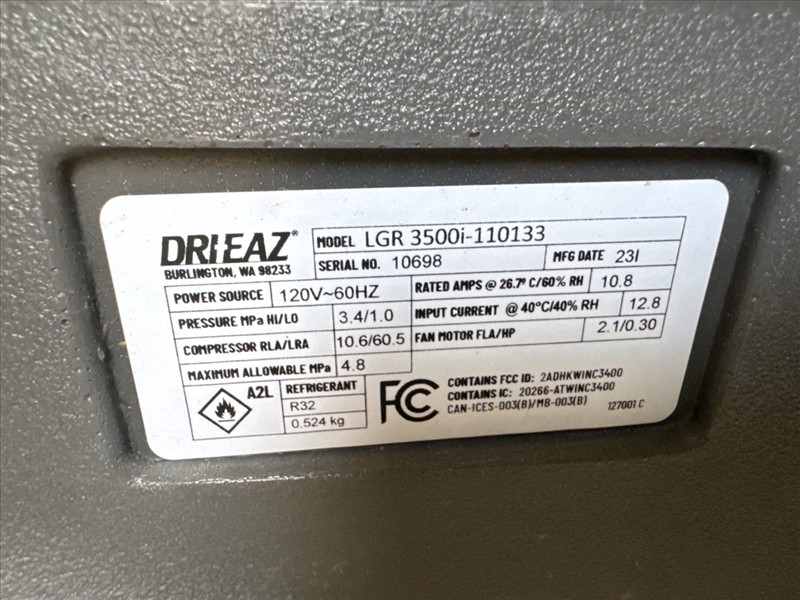 DRIEAZ®
BURLINGTON, WA 98233
MODEL LGR 3500i-110133
SERIAL NO. 10698
MFG DATE 23I
POWER SOURCE 120V~60HZ
RATED AMPS @ 26.7° C/60% RH 10.8
PRESSURE MPa HI/LO 3.4/1.0
INPUT CURRENT @ 40°C/40% RH 12.8
COMPRESSOR RLA/LRA 10.6/60.5
FAN MOTOR FLA/HP 2.1/0.30
MAXIMUM ALLOWABLE MPa 4.8
A2L
REFRIGERANT
R32
0.524 kg
FC
CONTAINS FCC ID: 2ADHKWINC3400
CONTAINS IC: 20266-ATWINC3400
CAN-ICES-003(B)/MB-003(B)
127001 C